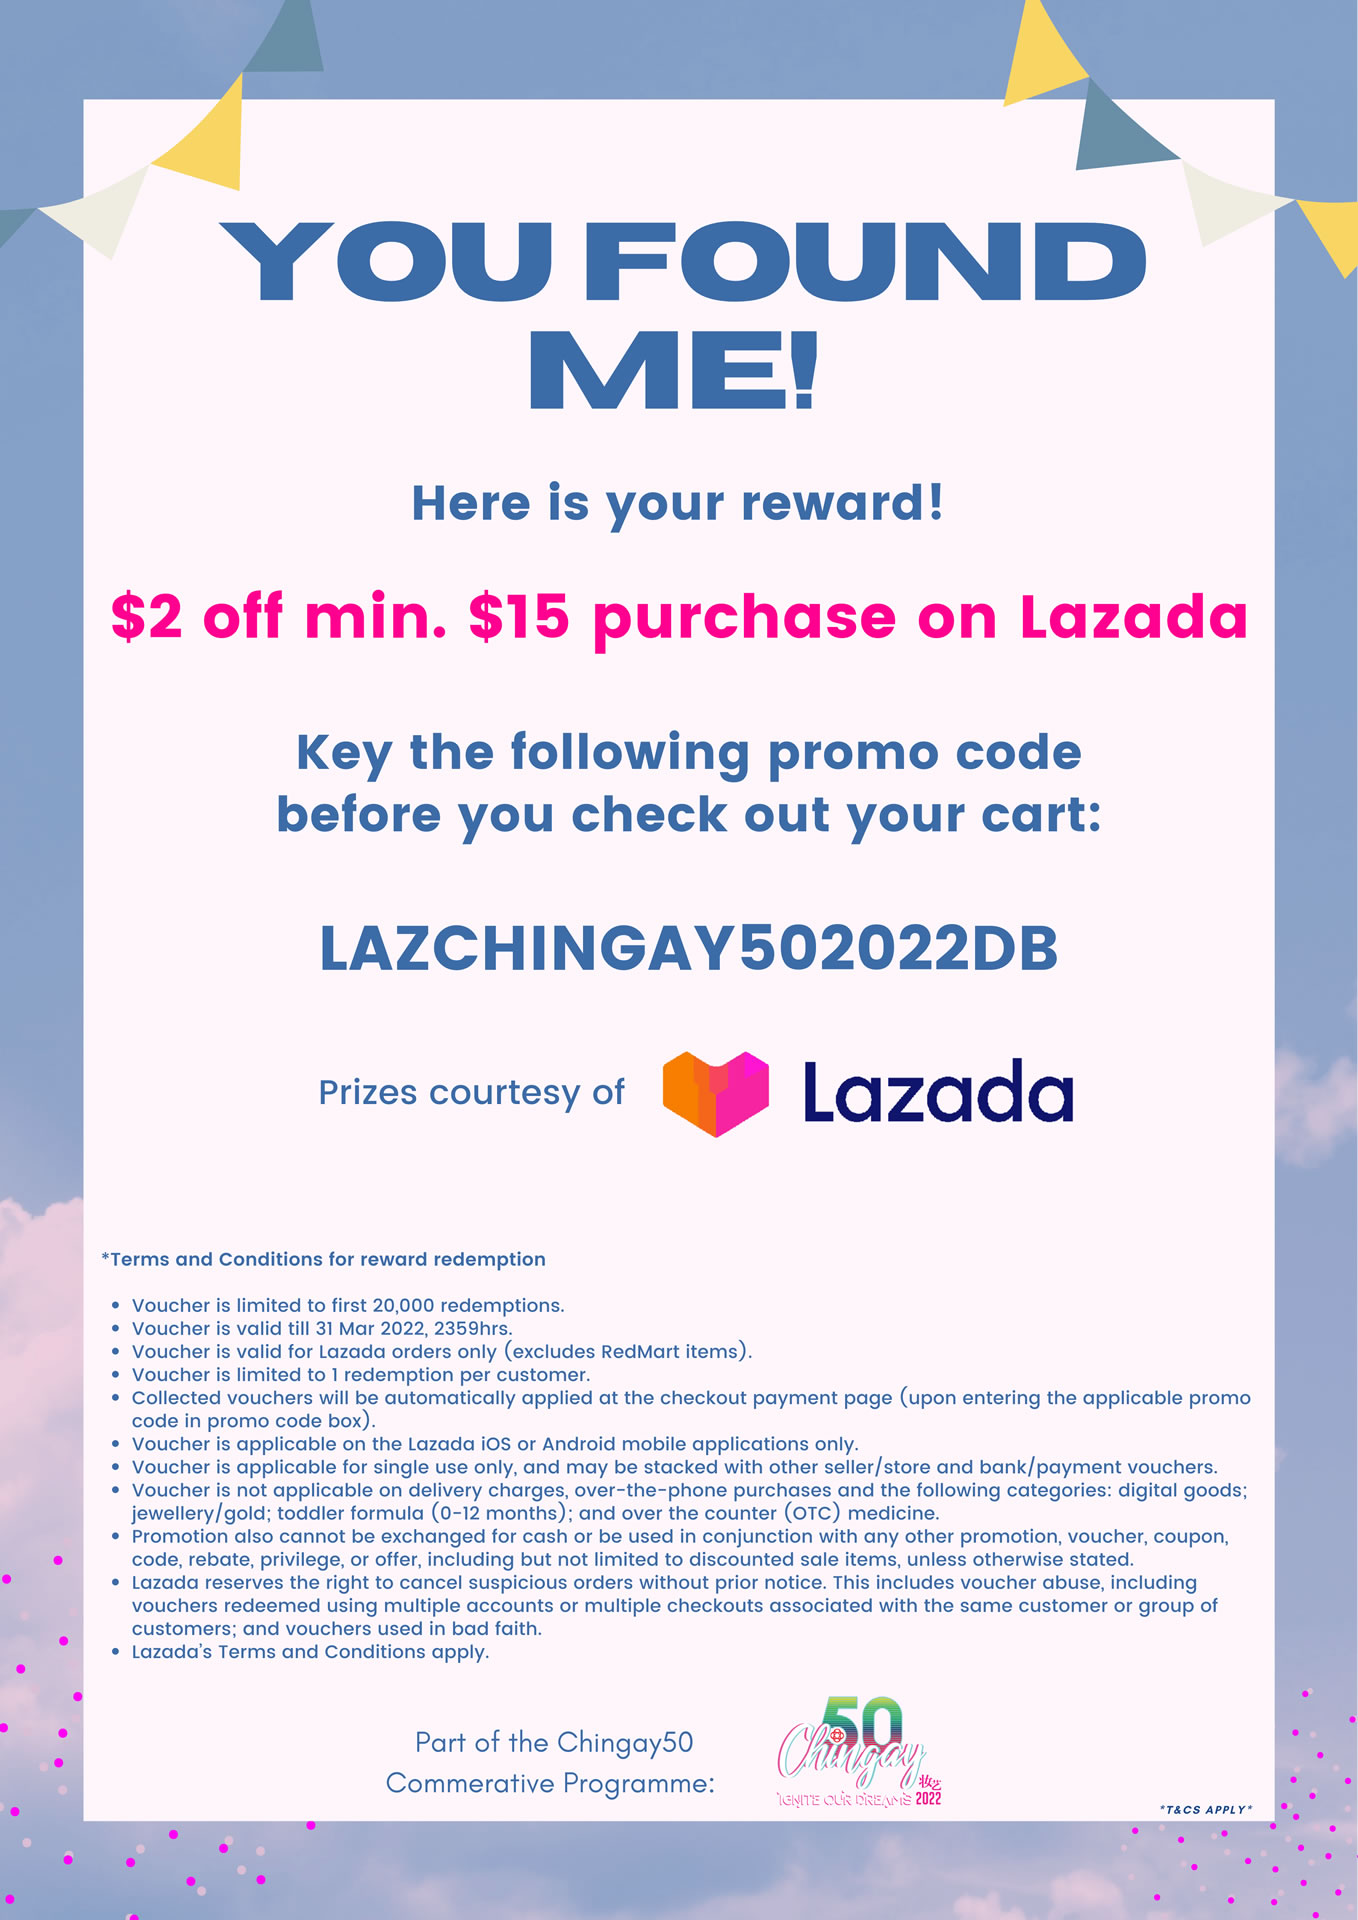 YOU FOUND
ME!
Here is your reward!
$2 off min. $15 purchase on Lazada
Key the following promo code
before you check out your cart:
LAZCHINGAY502022DB
Prizes courtesy of Lazada
*Terms and Conditions for reward redemption
• Voucher is limited to first 20,000 redemptions.
• Voucher is valid till 31 Mar 2022, 2359hrs.
• Voucher is valid for Lazada orders only (excludes RedMart items).
• Voucher is limited to 1 redemption per customer.
• Collected vouchers will be automatically applied at the checkout payment page (upon entering the applicable promo
code in promo code box).
• Voucher is applicable on the Lazada iOS or Android mobile applications only.
• Voucher is applicable for single use only, and may be stacked with other seller/store and bank/payment vouchers.
• Voucher is not applicable on delivery charges, over-the-phone purchases and the following categories: digital goods;
jewellery/gold; toddler formula (0-12 months); and over the counter (OTC) medicine.
• Promotion also cannot be exchanged for cash or be used in conjunction with any other promotion, voucher, coupon,
code, rebate, privilege, or offer, including but not limited to discounted sale items, unless otherwise stated.
• Lazada reserves the right to cancel suspicious orders without prior notice. This includes voucher abuse, including
vouchers redeemed using multiple accounts or multiple checkouts associated with the same customer or group of
customers; and vouchers used in bad faith.
• Lazada's Terms and Conditions apply.
Part of the Chingay50
Commerative Programme:
50
Chingay
妆艺
IGNITE OUR DREAMS 2022
*T&CS APPLY*